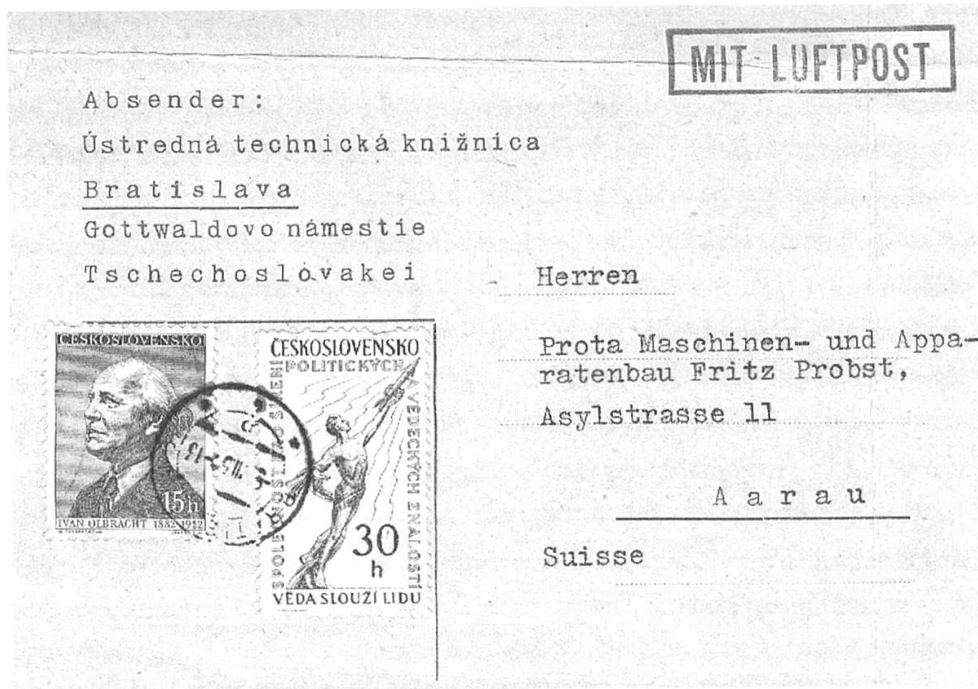 MIT LUFTPOST
Absender:
Ústredná technická knižnica
Bratislava
Gottwaldovo námestie
Tschechoslovakei
Herren
Prota Maschinen- und Appa-
ratenbau Fritz Probst,
Asylstrasse 11
Aarau
Suisse
ČESKOSLOVENSKO
15h
IVAN OLBRACHT 1882 1952
ČESKOSLOVENSKO
SPOLEČNOST ŠÍŘENÍ
POLITICKÝCH
A VĚDECKÝCH ZNALOSTÍ
30
h
VĚDA SLOUŽÍ LIDU